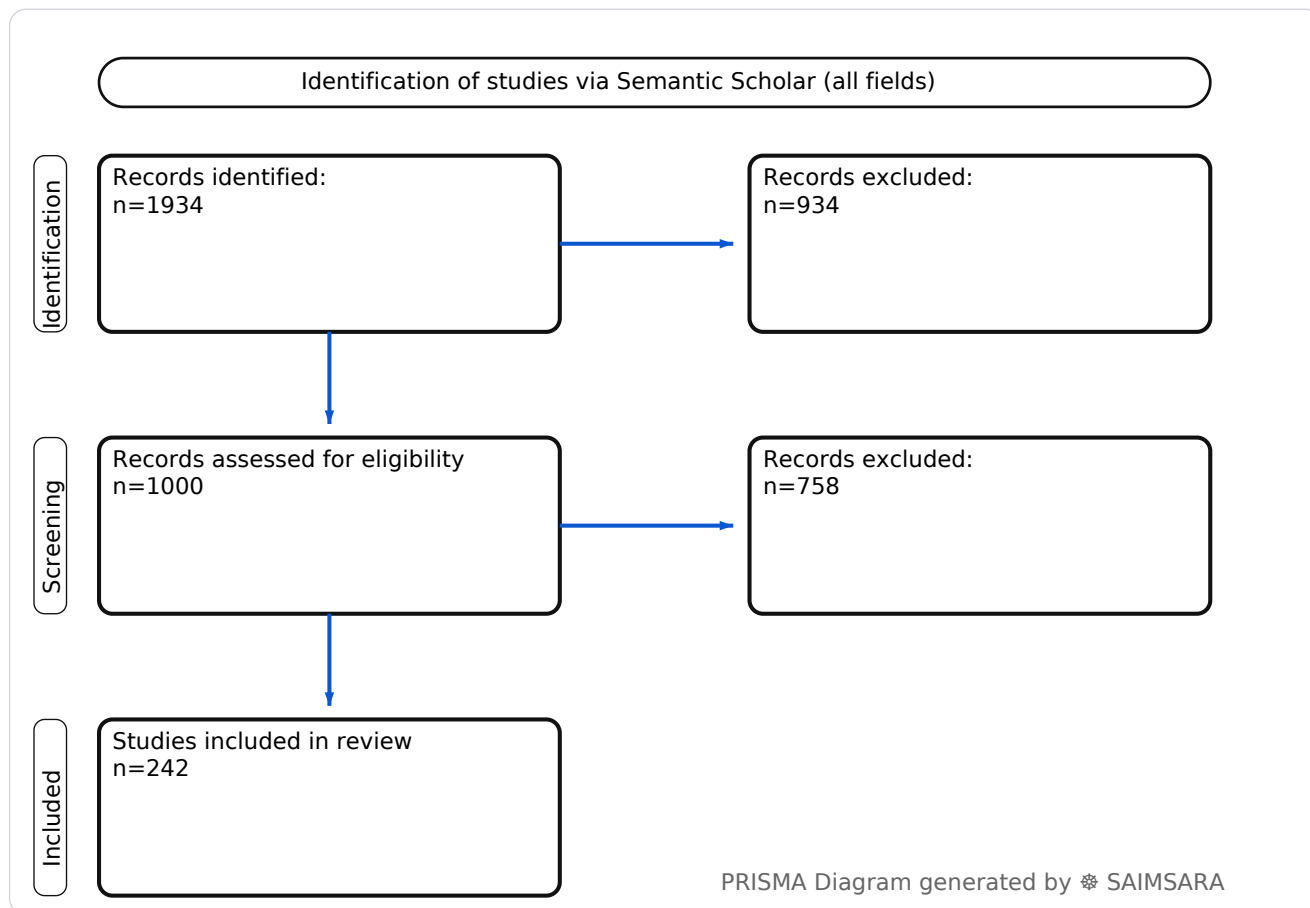 Identification of studies via Semantic Scholar (all fields)
Identification
Records identified:
n=1934
Records excluded:
n=934
Screening
Records assessed for eligibility
n=1000
Records excluded:
n=758
Included
Studies included in review
n=242
PRISMA Diagram generated by ☸ SAIMSARA